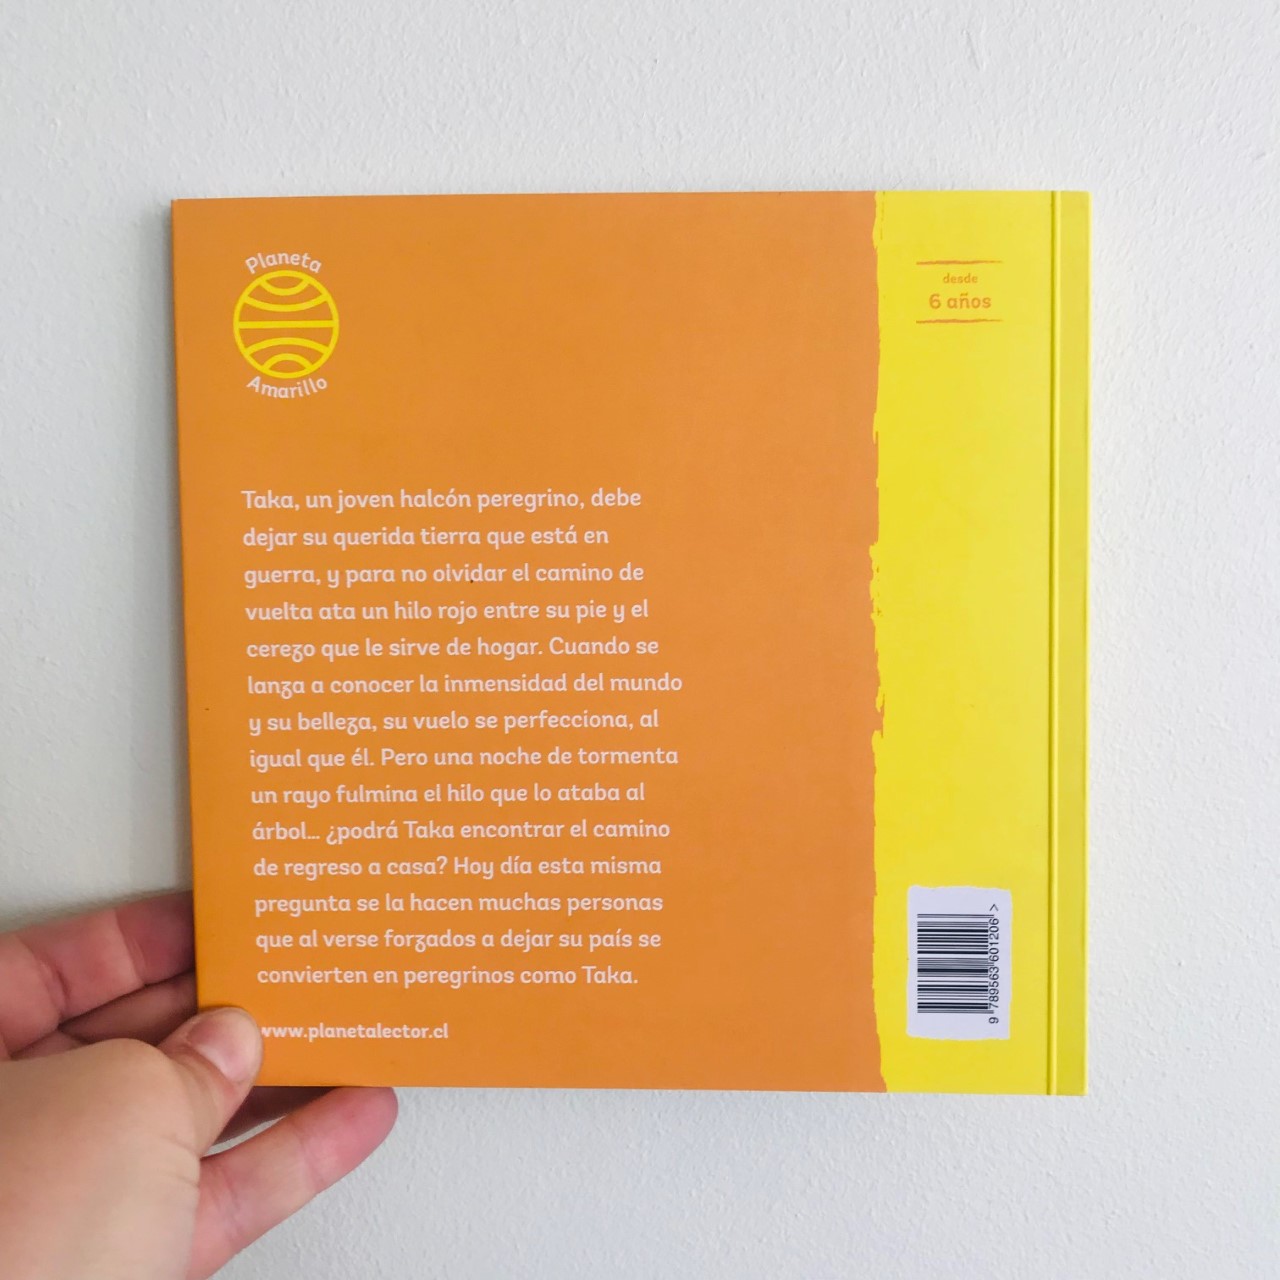 Planeta
Amarillo
desde
6 años
Taka, un joven halcón peregrino, debe
dejar su querida tierra que está en
guerra, y para no olvidar el camino de
vuelta ata un hilo rojo entre su pie y el
cerezo que le sirve de hogar. Cuando se
lanza a conocer la inmensidad del mundo
y su belleza, su vuelo se perfecciona, al
igual que él. Pero una noche de tormenta
un rayo fulmina el hilo que lo ataba al
árbol... ¿podrá Taka encontrar el camino
de regreso a casa? Hoy día esta misma
pregunta se la hacen muchas personas
que al verse forzados a dejar su país se
convierten en peregrinos como Taka.
www.planetalector.cl
9 789563 601206 >